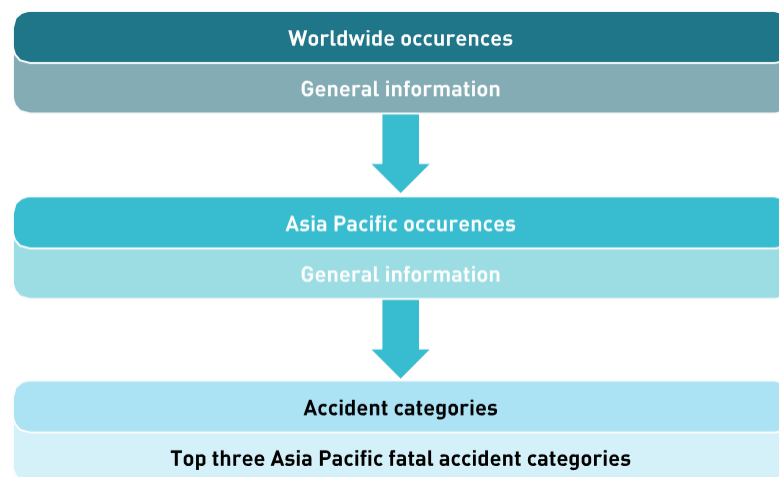 Worldwide occurences
General information
Asia Pacific occurences
General information
Accident categories
Top three Asia Pacific fatal accident categories